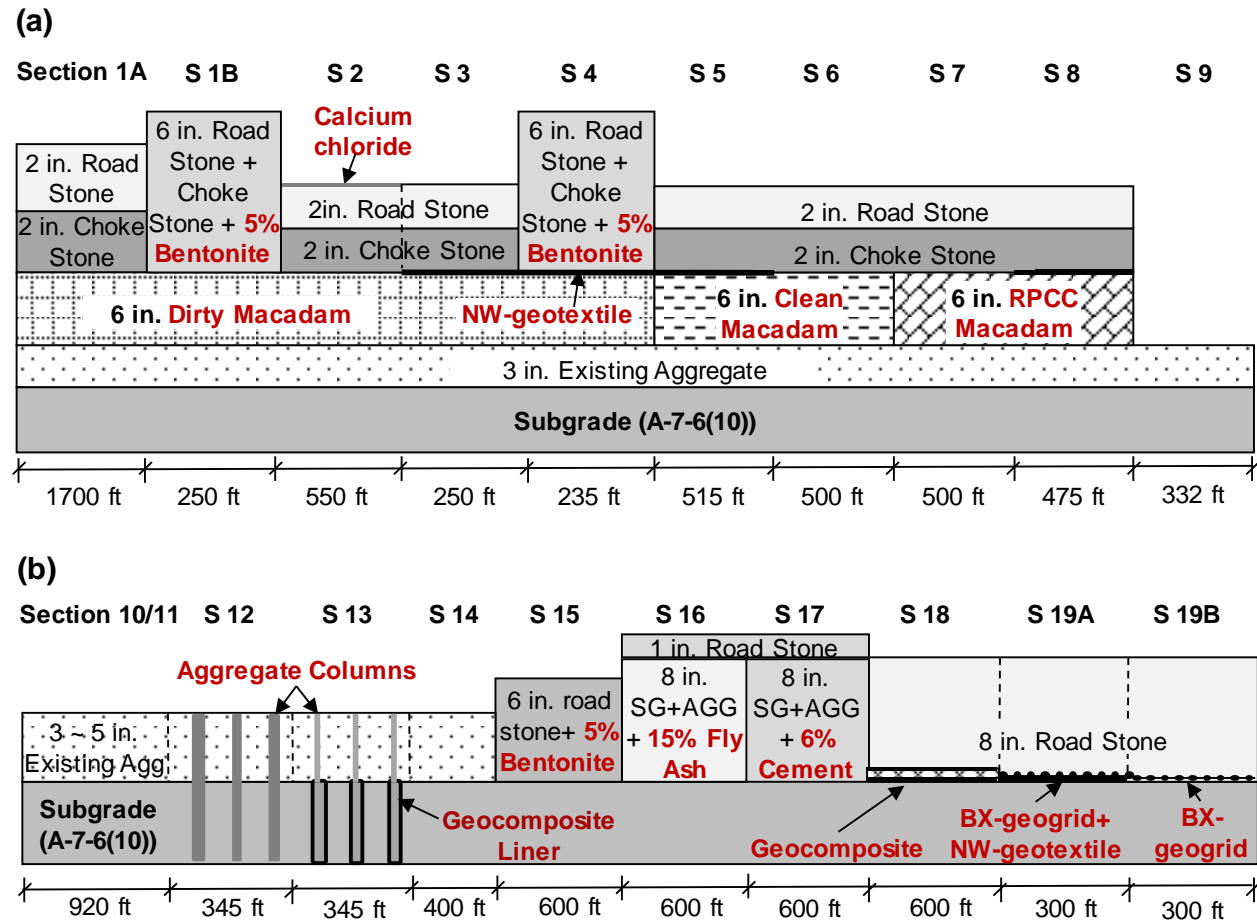 (a)
Section 1A S 1B S 2 S 3 S 4 S 5 S 6 S 7 S 8 S 9
Calcium
chloride
2 in. Road
Stone
2 in. Choke
Stone
6 in. Road
Stone +
Choke
Stone + 5%
Bentonite
2in. Road Stone
2 in. Choke Stone
6 in. Road
Stone +
Choke
Stone + 5%
Bentonite
2 in. Road Stone
2 in. Choke Stone
6 in. Dirty Macadam
NW-geotextile
6 in. Clean
Macadam
6 in. RPCC
Macadam
3 in. Existing Aggregate
Subgrade (A-7-6(10))
1700 ft 250 ft 550 ft 250 ft 235 ft 515 ft 500 ft 500 ft 475 ft 332 ft
(b)
Section 10/11 S 12 S 13 S 14 S 15 S 16 S 17 S 18 S 19A S 19B
Aggregate Columns
3 ~ 5 in.
Existing Agg
6 in. road
stone+ 5%
Bentonite
1 in. Road Stone
8 in.
SG+AGG
+ 15% Fly
Ash
8 in.
SG+AGG
+ 6%
Cement
8 in. Road Stone
Subgrade
(A-7-6(10))
Geocomposite
Liner
Geocomposite
BX-geogrid+
NW-geotextile
BX-
geogrid
920 ft 345 ft 345 ft 400 ft 600 ft 600 ft 600 ft 600 ft 300 ft 300 ft